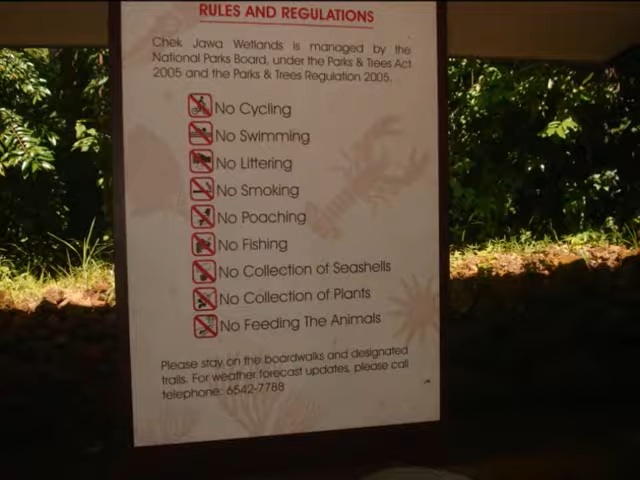 RULES AND REGULATIONS
Chek Jawa Wetlands is managed by the
National Parks Board, under the Parks & Trees Act
2005 and the Parks & Trees Regulation 2005.
No Cycling
No Swimming
No Littering
No Smoking
No Poaching
No Fishing
No Collection of Seashells
No Collection of Plants
No Feeding The Animals
Please stay on the boardwalks and designated
trails. For weather forecast updates, please call
telephone: 6542-7788